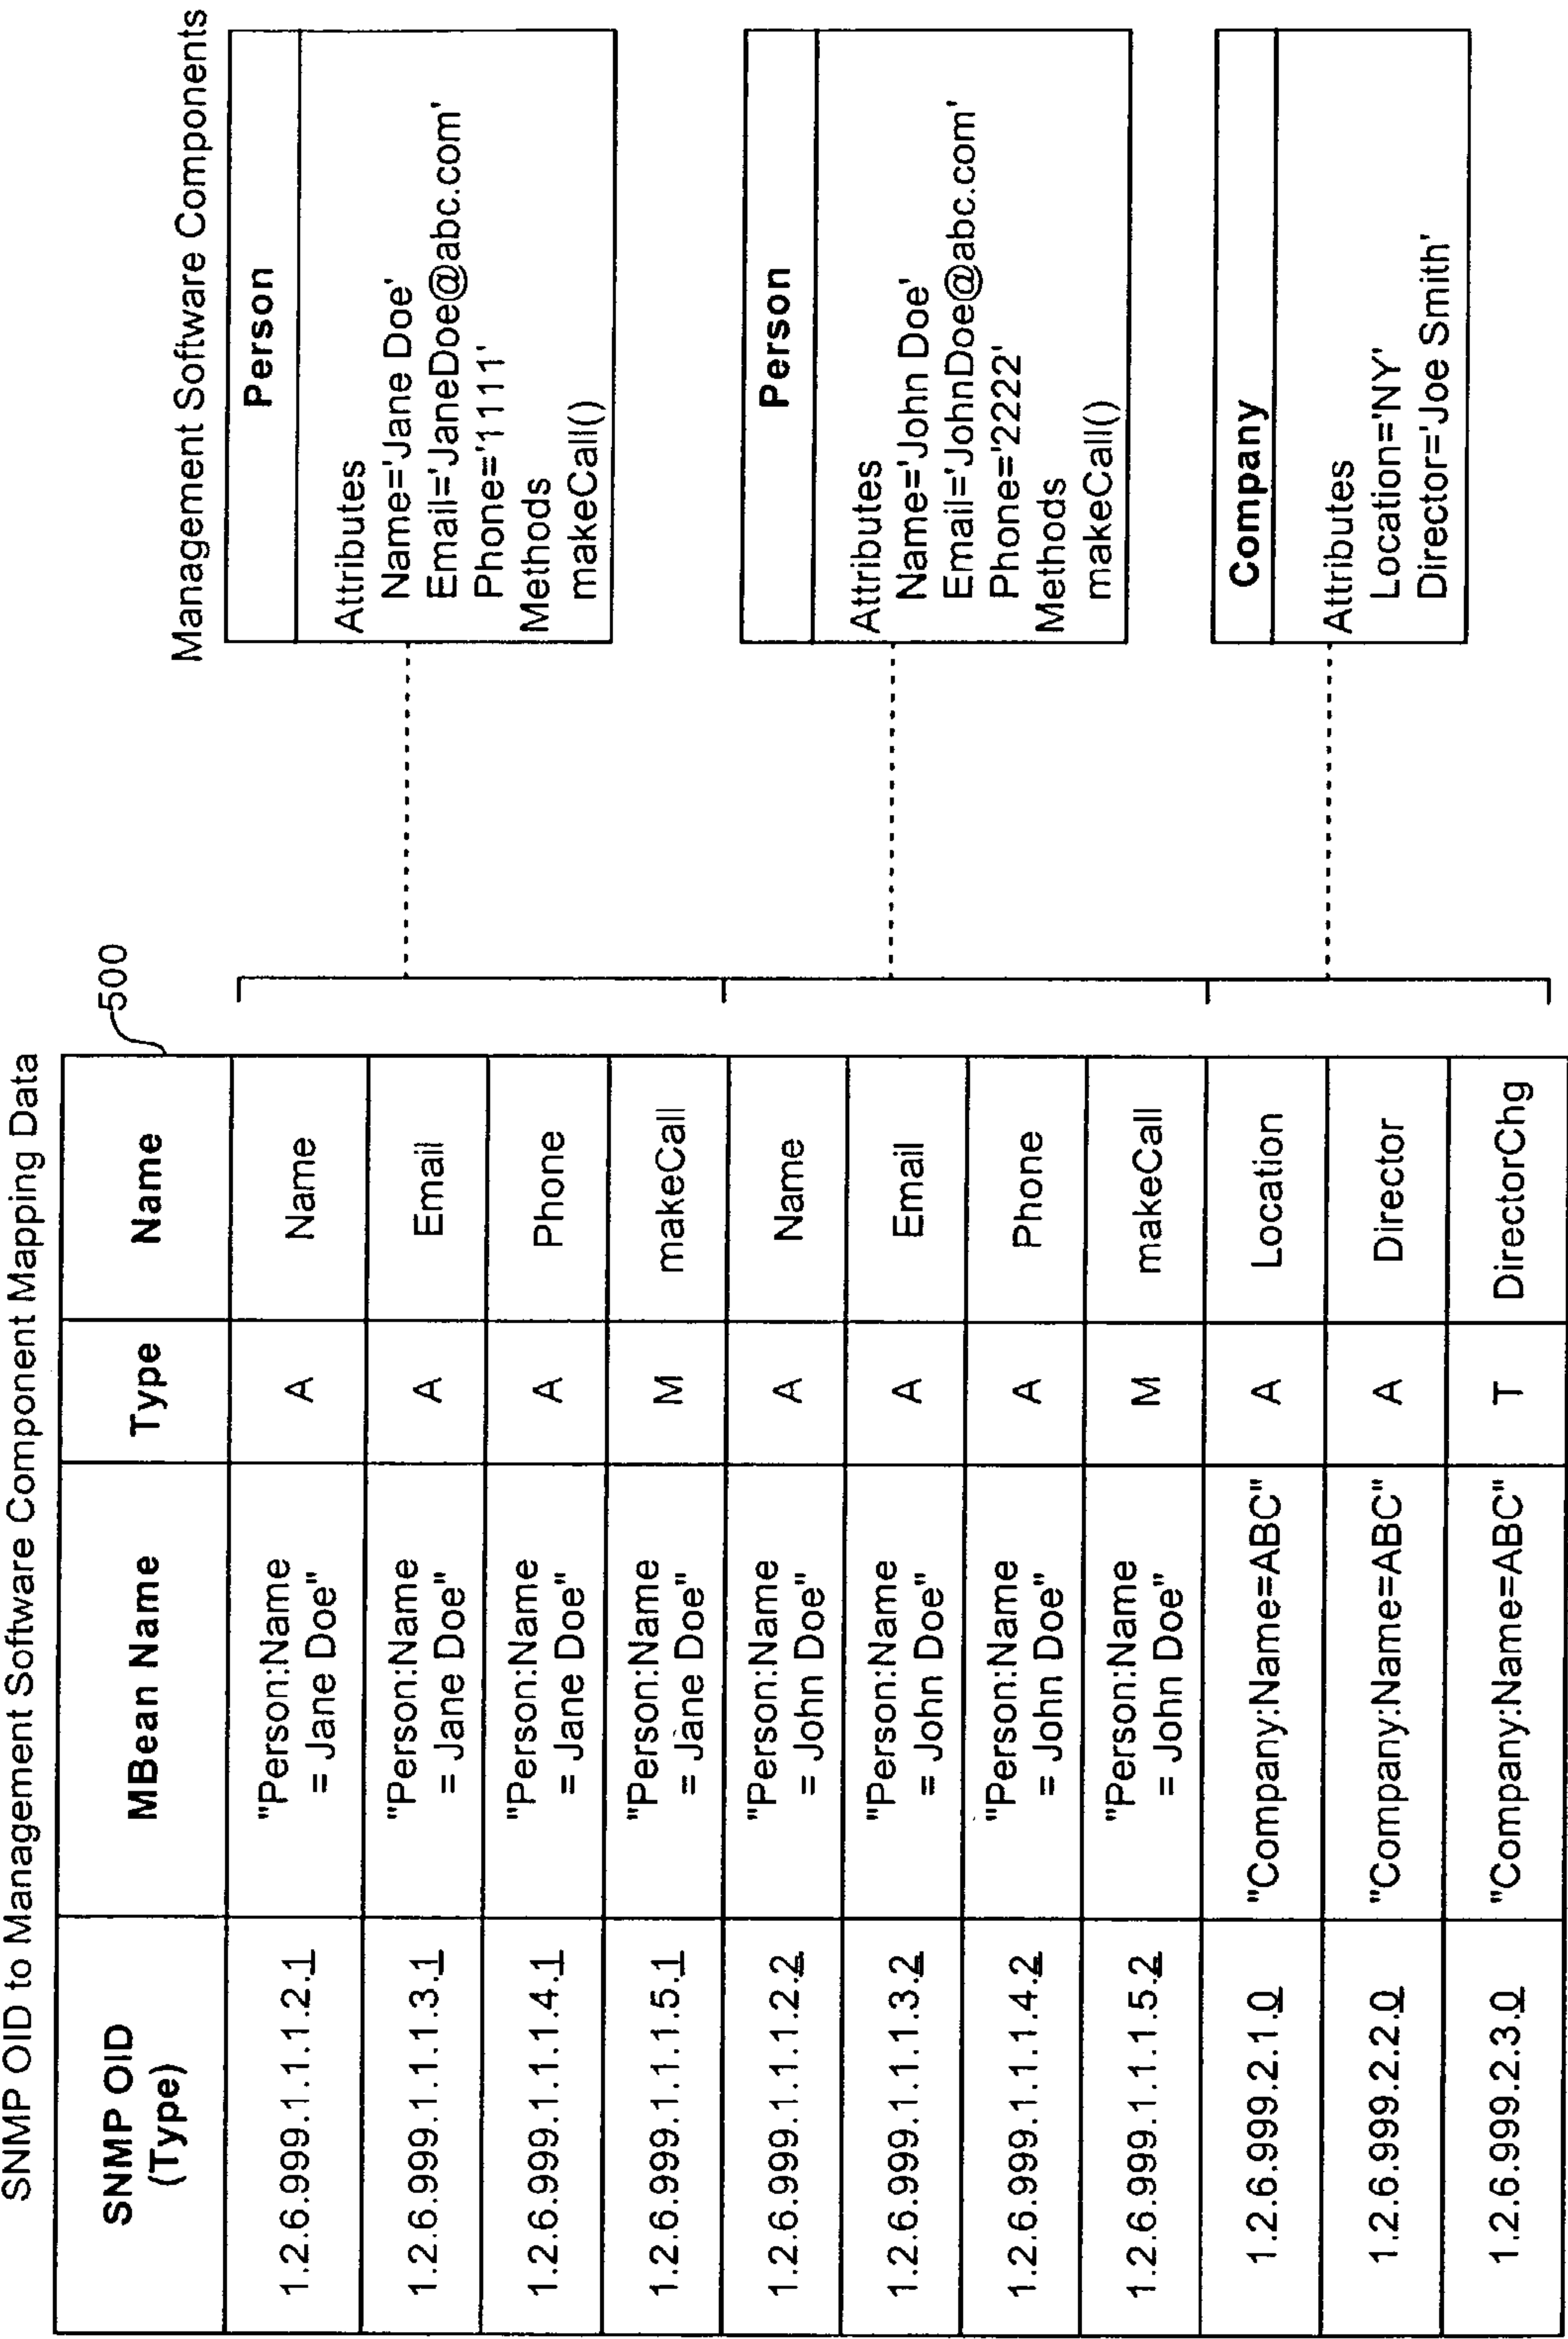 SNMP OID to Management Software Component Mapping Data
500
SNMP OID
(Type)
MBean Name
Type
Name
1.2.6.999.1.1.1.2.1
"Person:Name
= Jane Doe"
A
Name
1.2.6.999.1.1.1.3.1
"Person:Name
= Jane Doe"
A
Email
1.2.6.999.1.1.1.4.1
"Person:Name
= Jane Doe"
A
Phone
1.2.6.999.1.1.1.5.1
"Person:Name
= Jane Doe"
M
makeCall
1.2.6.999.1.1.1.2.2
"Person:Name
= John Doe"
A
Name
1.2.6.999.1.1.1.3.2
"Person:Name
= John Doe"
A
Email
1.2.6.999.1.1.1.4.2
"Person:Name
= John Doe"
A
Phone
1.2.6.999.1.1.1.5.2
"Person:Name
= John Doe"
M
makeCall
1.2.6.999.2.1.0
"Company:Name=ABC"
A
Location
1.2.6.999.2.2.0
"Company:Name=ABC"
A
Director
1.2.6.999.2.3.0
"Company:Name=ABC"
T
DirectorChg
Management Software Components
Person
Attributes
Name='Jane Doe'
Email='JaneDoe@abc.com'
Phone='1111'
Methods
makeCall()
Person
Attributes
Name='John Doe'
Email='JohnDoe@abc.com'
Phone='2222'
Methods
makeCall()
Company
Attributes
Location='NY'
Director='Joe Smith'